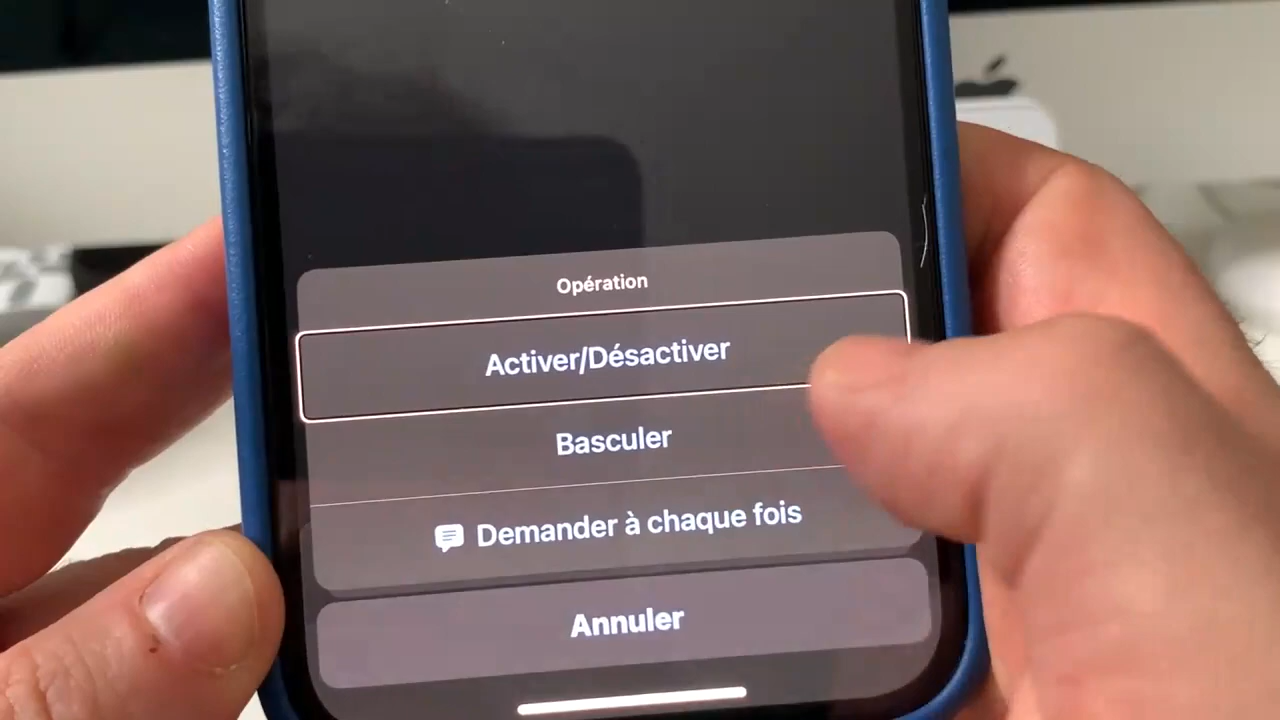 Opération
Activer/Désactiver
Basculer
Demander à chaque fois
Annuler